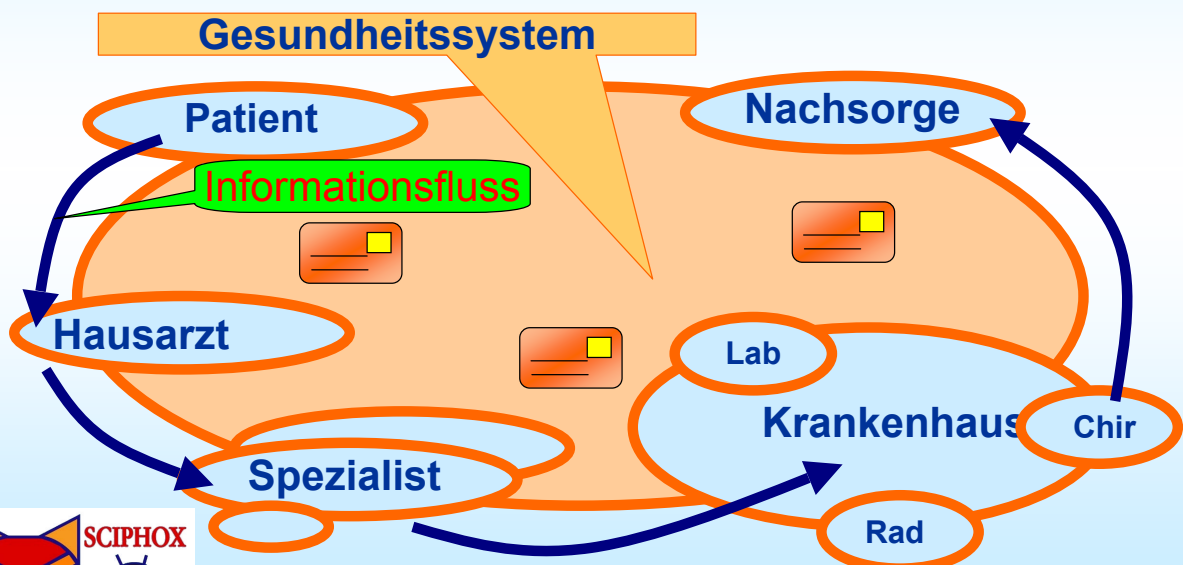 Gesundheitssystem
Patient
Nachsorge
Informationsfluss
Hausarzt
Lab
Krankenhaus
Chir
Spezialist
Rad
SCIPHOX